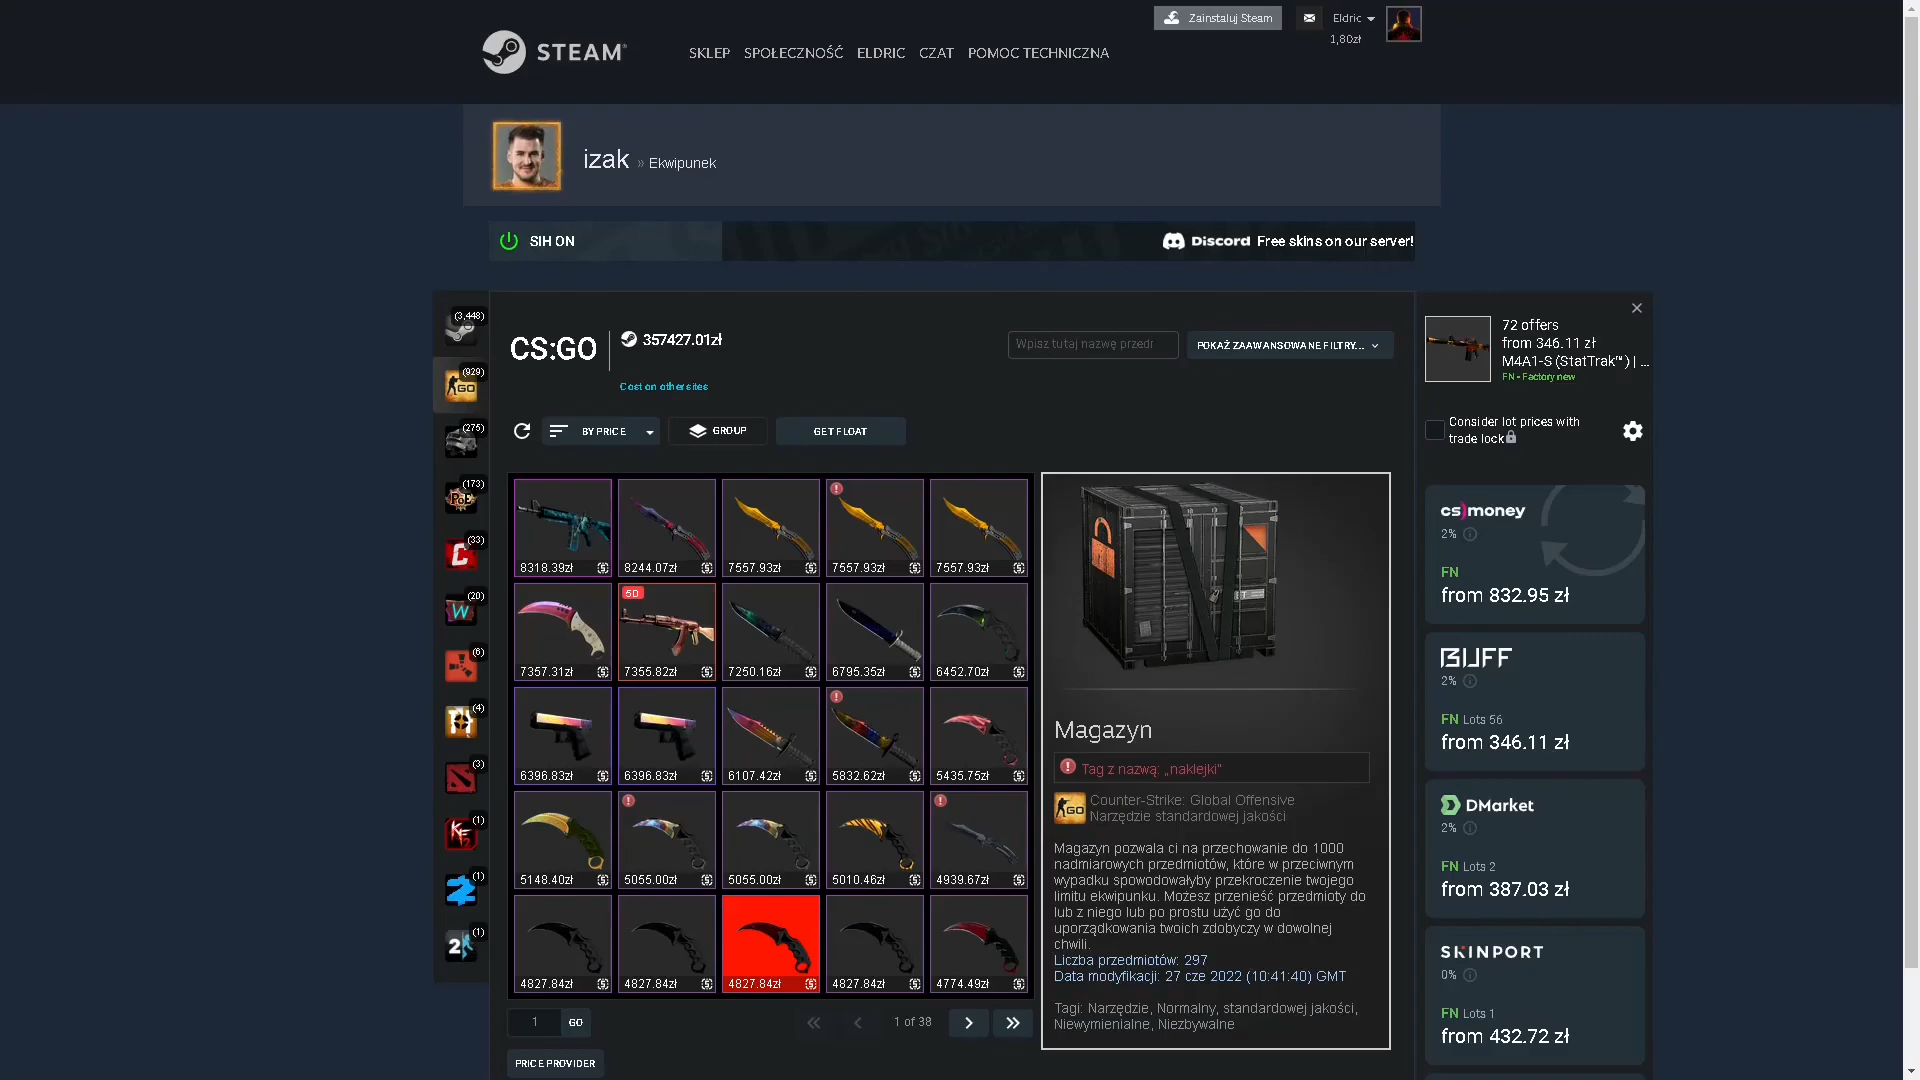 Zainstaluj Steam
Eldric
1,80zł
STEAM
SKLEP SPOŁECZNOŚĆ ELDRIC CZAT POMOC TECHNICZNA
izak » Ekwipunek
SIH ON
Discord Free skins on our server!
(3,448)
(929)
(275)
(173)
(33)
(20)
(6)
(4)
(3)
(1)
(1)
(1)
CS:GO
357427.01zł
Cost on other sites
Wpisz tutaj nazwę przedr
POKAŻ ZAAWANSOWANE FILTRY...
BY PRICE
GROUP
GET FLOAT
8318.39zł 8244.07zł 7557.93zł 7557.93zł 7557.93zł
5D
7357.31zł 7355.82zł 7250.16zł 6795.35zł 6452.70zł
6396.83zł 6396.83zł 6107.42zł 5832.62zł 5435.75zł
5148.40zł 5055.00zł 5055.00zł 5010.46zł 4939.67zł
4827.84zł 4827.84zł 4827.84zł 4827.84zł 4774.49zł
1 GO
1 of 38
PRICE PROVIDER
Magazyn
Tag z nazwą: „naklejki”
Counter-Strike: Global Offensive
Narzędzie standardowej jakości
Magazyn pozwala ci na przechowanie do 1000
nadmiarowych przedmiotów, które w przeciwnym
wypadku spowodowałyby przekroczenie twojego
limitu ekwipunku. Możesz przenieść przedmioty do
lub z niego lub po prostu użyć go do
uporządkowania twoich zdobyczy w dowolnej
chwili.
Liczba przedmiotów: 297
Data modyfikacji: 27 cze 2022 (10:41:40) GMT
Tagi: Narzędzie, Normalny, standardowej jakości,
Niewymienialne, Niezbywalne
72 offers
from 346.11 zł
M4A1-S (StatTrak™) | ...
FN - Factory new
Consider lot prices with
trade lock
cs)money
2%
FN
from 832.95 zł
BUFF
2%
FN Lots 56
from 346.11 zł
DMarket
2%
FN Lots 2
from 387.03 zł
SKINPORT
0%
FN Lots 1
from 432.72 zł